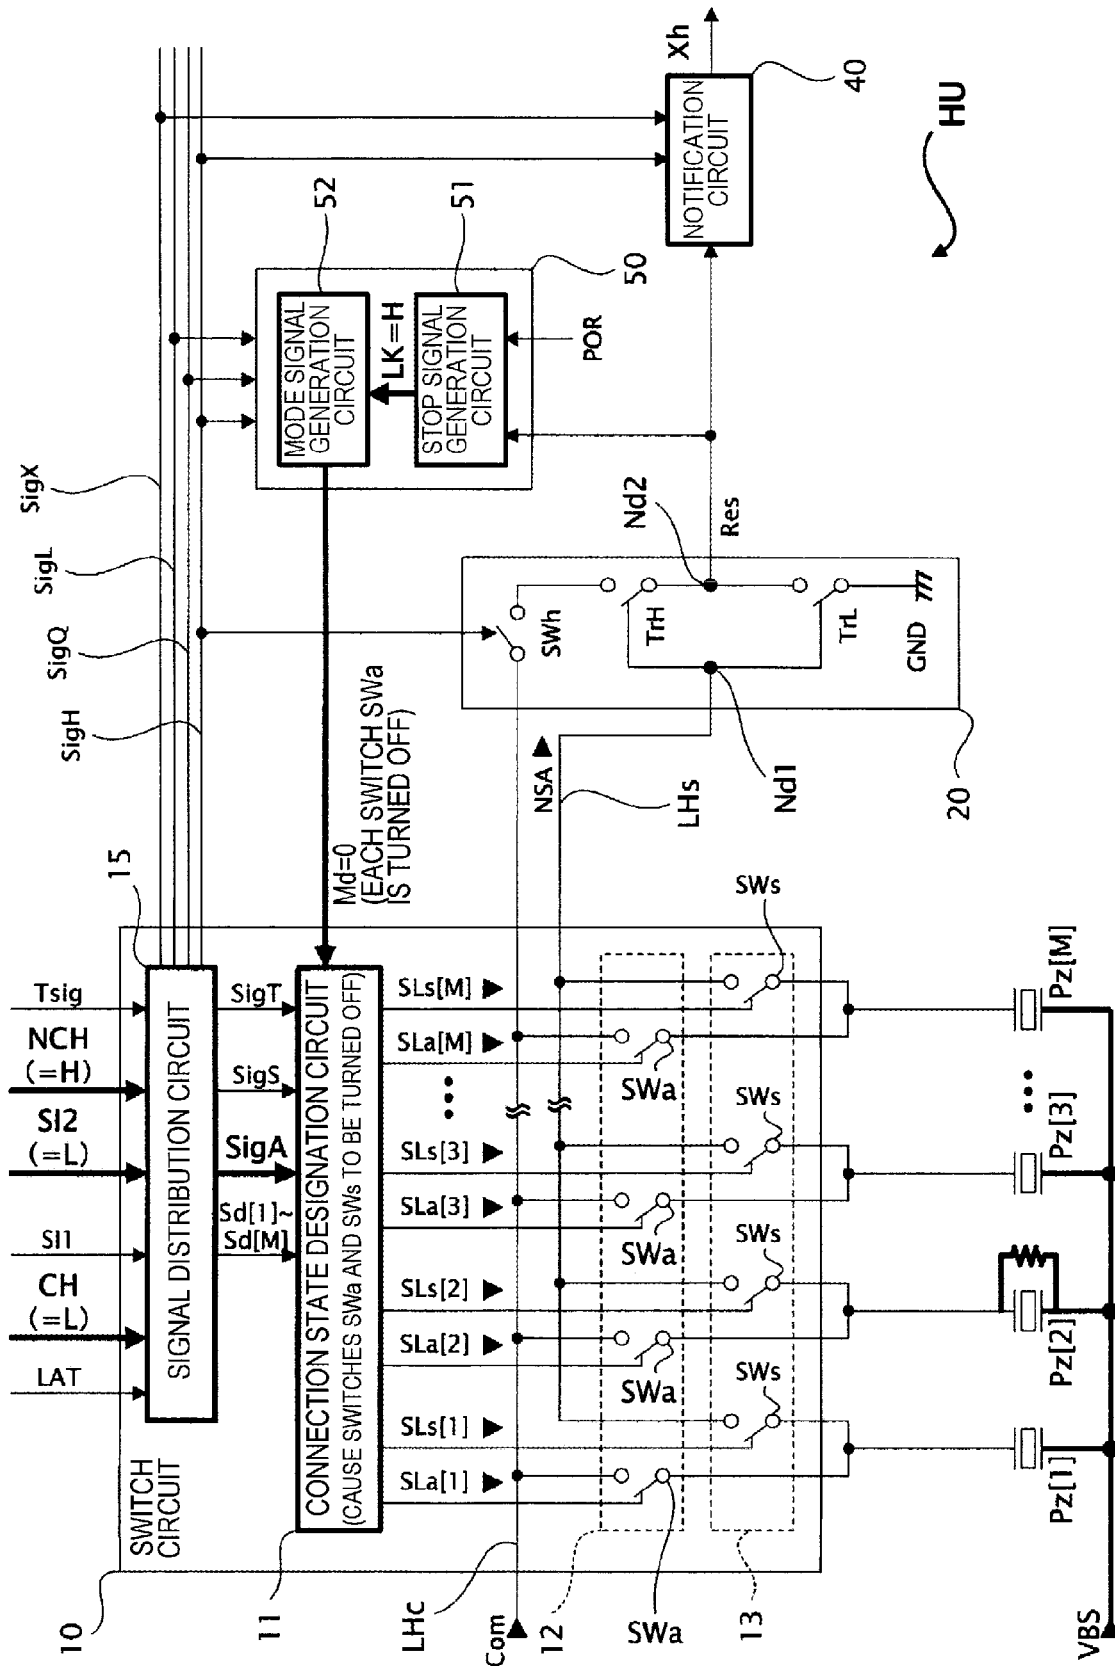 SWITCH
CIRCUIT
10
LAT
CH
(=L)
SI1
SI2
(=L)
NCH
(=H)
Tsig
15
SIGNAL DISTRIBUTION CIRCUIT
Sd[1]~
Sd[M]
SigA
SigS
SigT
11
CONNECTION STATE DESIGNATION CIRCUIT
(CAUSE SWITCHES SWa AND SWs TO BE TURNED OFF)
SigH
SigQ
SigL
SigX
Md=0
(EACH SWITCH SWa
IS TURNED OFF)
52
MODE SIGNAL
GENERATION
CIRCUIT
LK=H
51
STOP SIGNAL
GENERATION
CIRCUIT
50
POR
SLa[1]
SLs[1]
SLa[2]
SLs[2]
SLa[3]
SLs[3]
SLa[M]
SLs[M]
LHc
Com
12
SWa
13
SWa
SWs
SWa
SWs
SWa
SWs
SWs
NSA
LHs
Nd1
20
SWh
TrH
TrL
GND
Nd2
Res
NOTIFICATION
CIRCUIT
40
Xh
HU
Pz[1]
Pz[2]
Pz[3]
Pz[M]
VBS